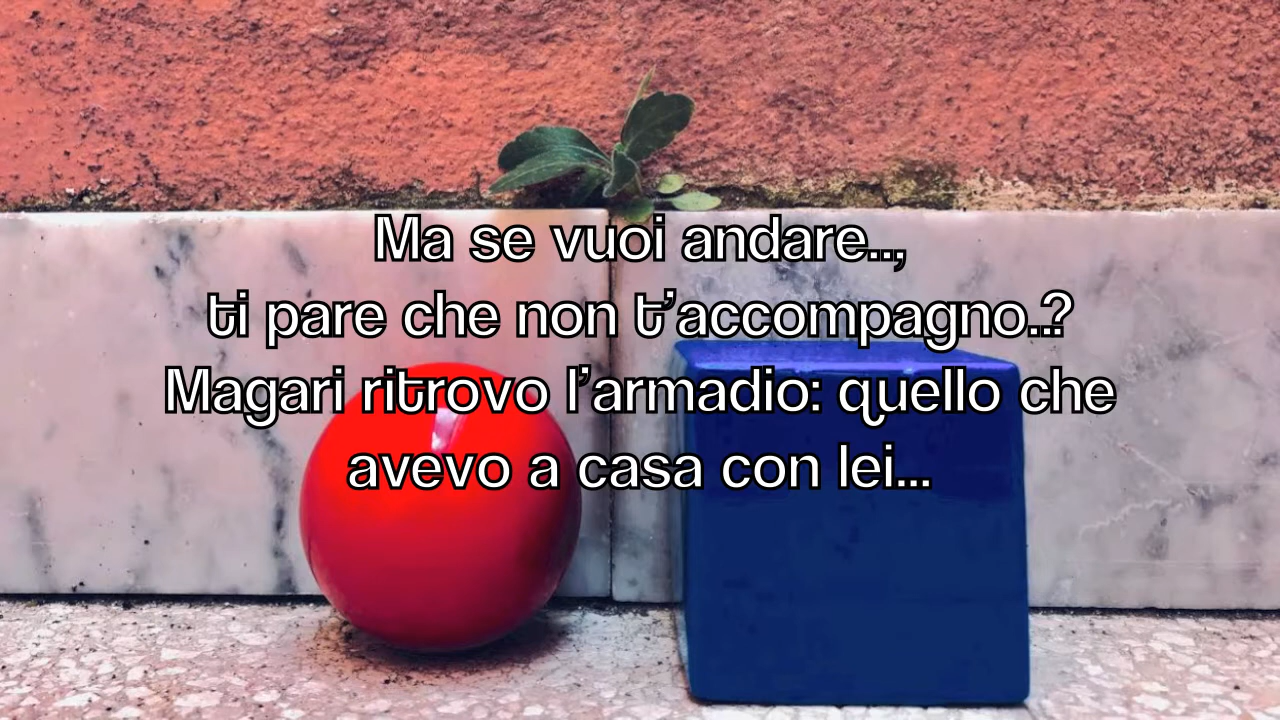 Ma se vuoi andare..,
ti pare che non t’accompagno..?
Magari ritrovo l’armadio: quello che
avevo a casa con lei...